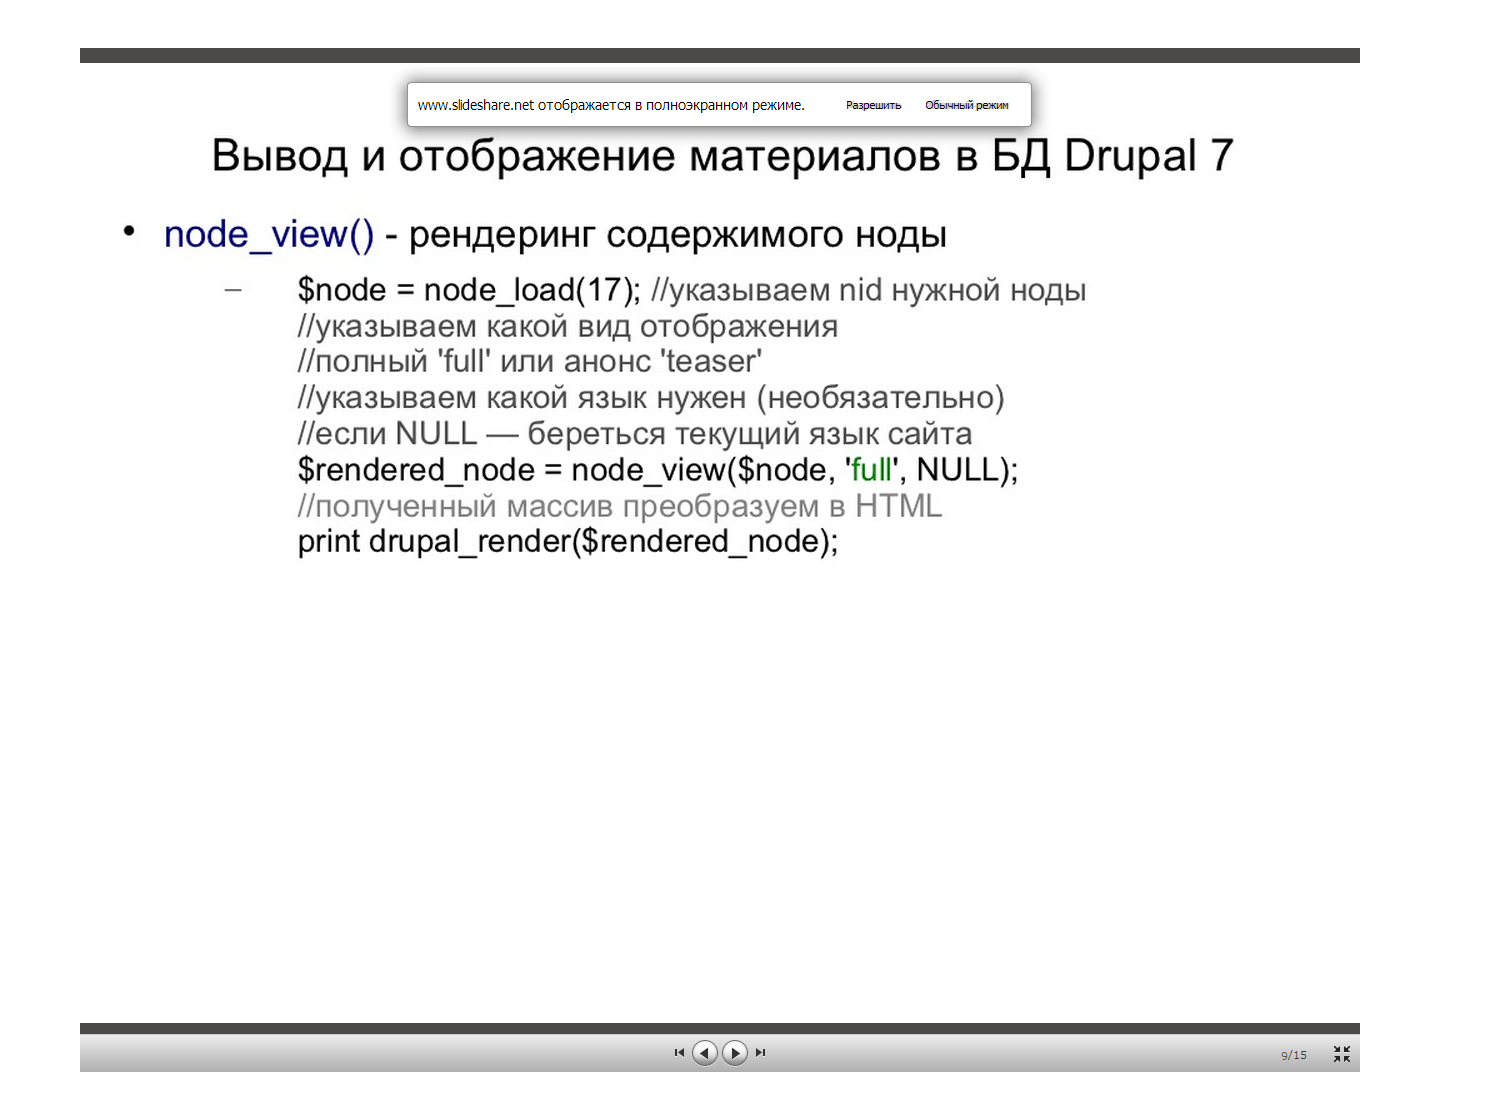 www.slideshare.net отображается в полноэкранном режиме. Разрешить Обычный режим
Вывод и отображение материалов в БД Drupal 7
• node_view() - рендеринг содержимого ноды
– $node = node_load(17); //указываем nid нужной ноды
//указываем какой вид отображения
//полный 'full' или анонс 'teaser'
//указываем какой язык нужен (необязательно)
//если NULL — береться текущий язык сайта
$rendered_node = node_view($node, 'full', NULL);
//полученный массив преобразуем в HTML
print drupal_render($rendered_node);
9/15